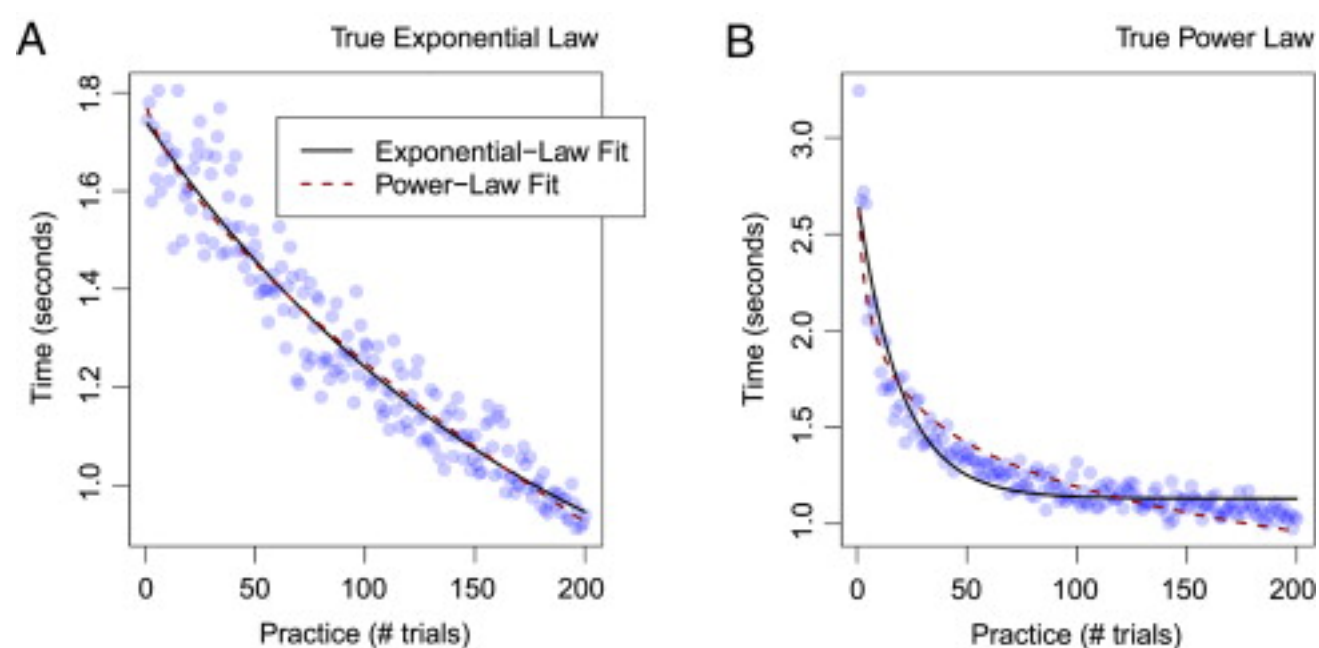 A
True Exponential Law
Time (seconds)
1.8
1.6
1.4
1.2
1.0
Exponential−Law Fit
Power−Law Fit
0 50 100 150 200
Practice (# trials)
B
True Power Law
Time (seconds)
3.0
2.5
2.0
1.5
1.0
0 50 100 150 200
Practice (# trials)